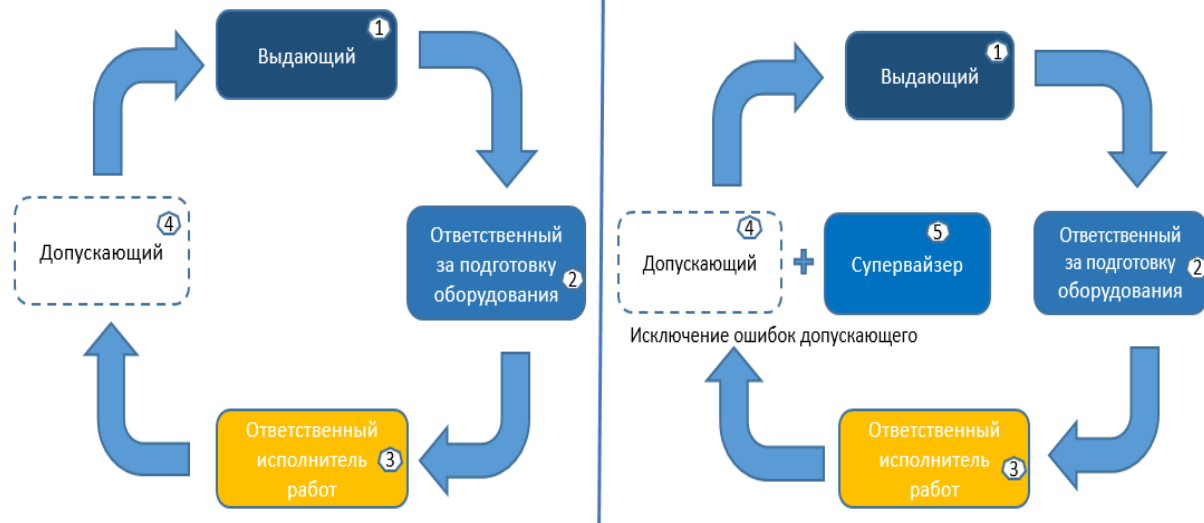 Выдающий
1
Ответственный
за подготовку
оборудования
2
Ответственный
исполнитель
работ
3
Допускающий
4
Выдающий
1
Ответственный
за подготовку
оборудования
2
Ответственный
исполнитель
работ
3
Допускающий
4
+
Супервайзер
5
Исключение ошибок допускающего